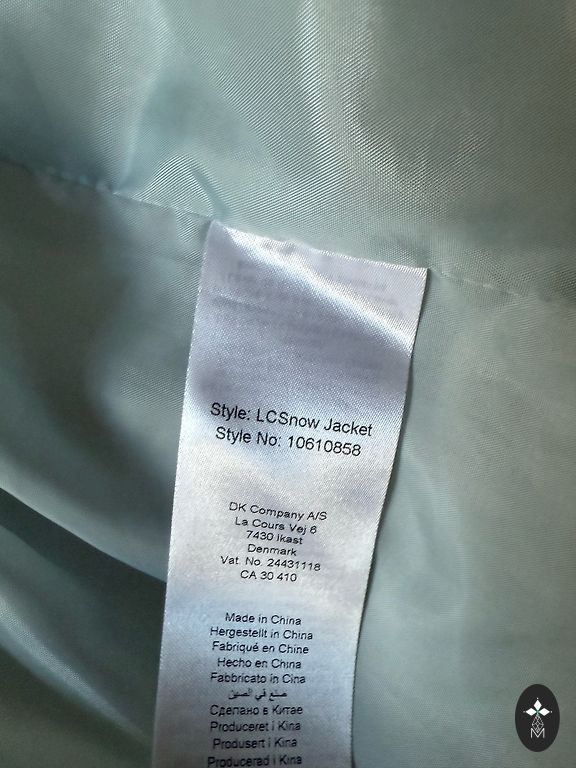 Style: LCSnow Jacket
Style No: 10610858
DK Company A/S
La Cours Vej 6
7430 Ikast
Denmark
Vat. No. 24431118
CA 30 410
Made in China
Hergestellt in China
Fabriqué en Chine
Hecho en China
Fabbricato in Cina
صنع في الصين
Сделано в Китае
Produceret i Kina
Produsert i Kina
Producerad i Kina